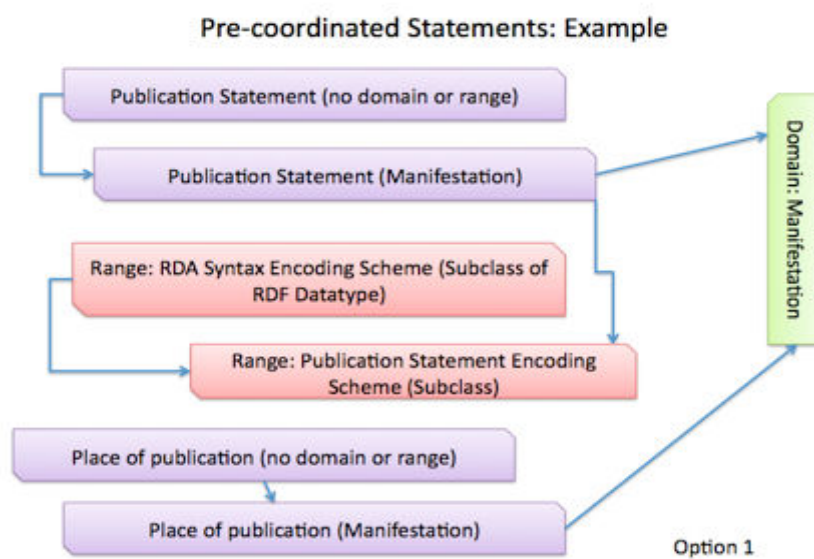 Pre-coordinated Statements: Example
Publication Statement (no domain or range)
Publication Statement (Manifestation)
Domain: Manifestation
Range: RDA Syntax Encoding Scheme (Subclass of
RDF Datatype)
Range: Publication Statement Encoding
Scheme (Subclass)
Place of publication (no domain or range)
Place of publication (Manifestation)
Option 1